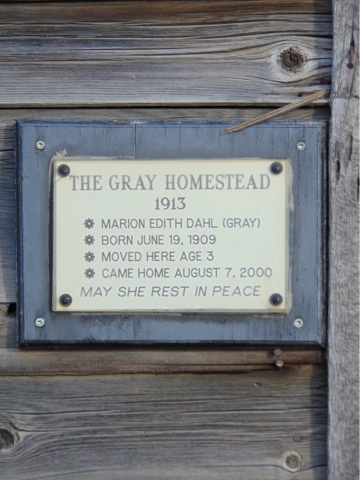 THE GRAY HOMESTEAD
1913
MARION EDITH DAHL (GRAY)
BORN JUNE 19, 1909
MOVED HERE AGE 3
CAME HOME AUGUST 7, 2000
MAY SHE REST IN PEACE